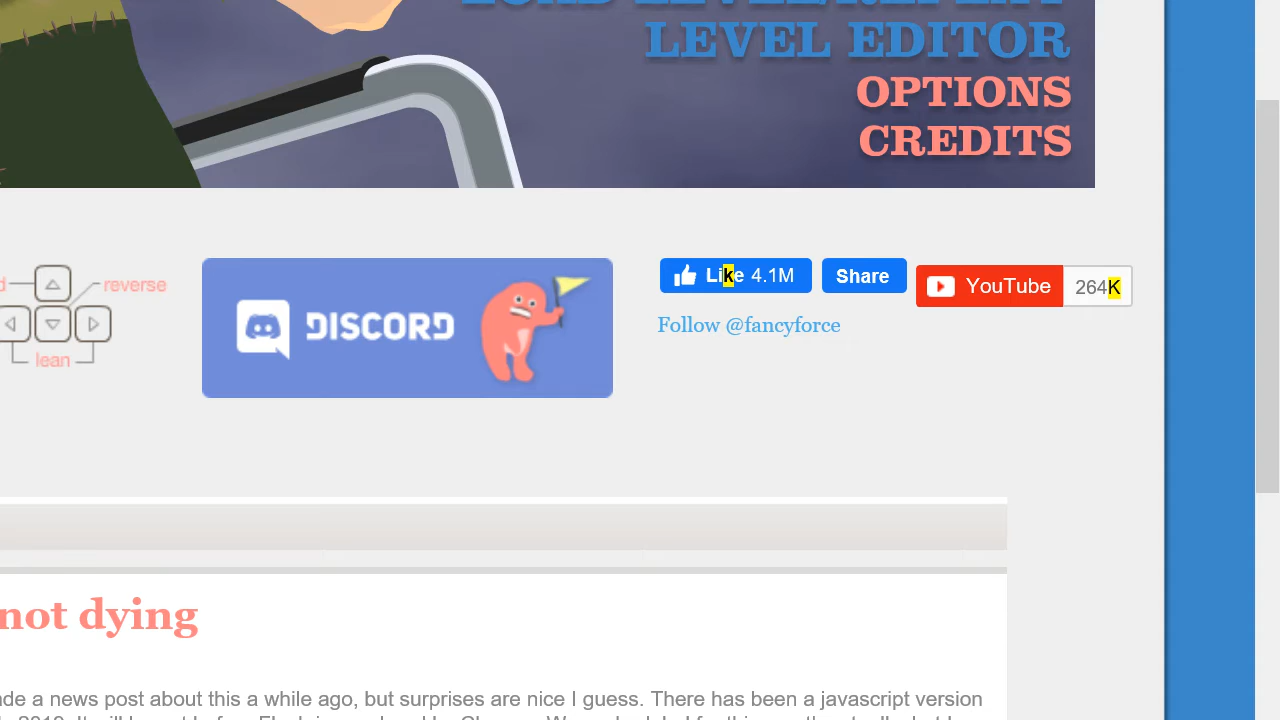 LEVEL EDITOR
OPTIONS
CREDITS
reverse
lean
DISCORD
Like 4.1M
Share
YouTube
264K
Follow @fancyforce
not dying
a news post about this a while ago, but surprises are nice I guess. There has been a javascript version